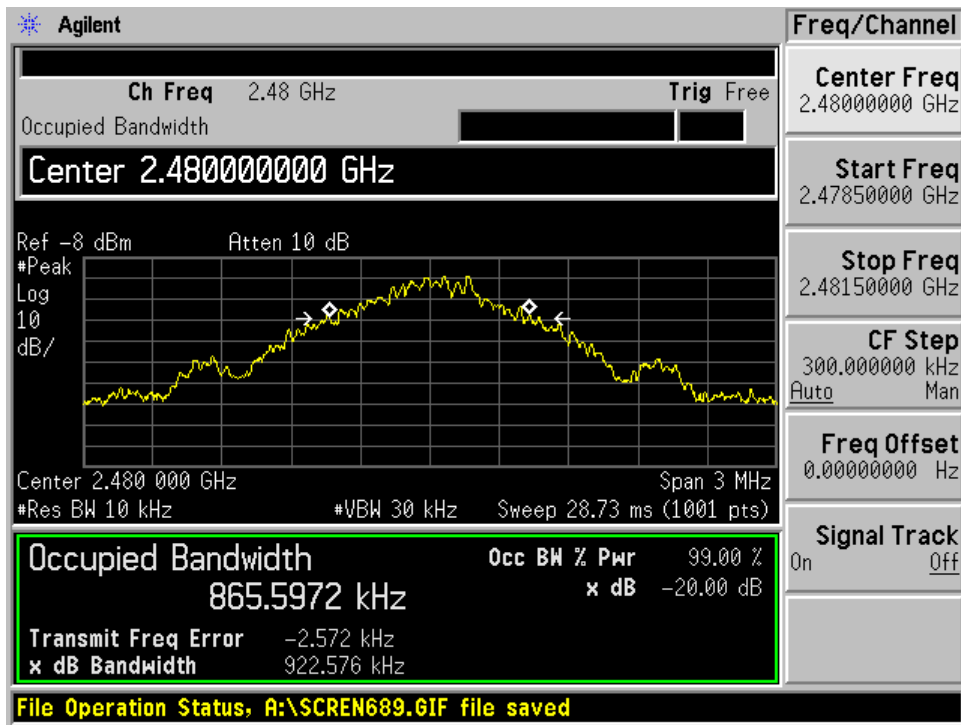 Agilent
Freq/Channel
Ch Freq 2.48 GHz Trig Free
Occupied Bandwidth
Center 2.480000000 GHz
Ref -8 dBm Atten 10 dB
#Peak
Log
10
dB/
Center 2.480 000 GHz Span 3 MHz
#Res BW 10 kHz #VBW 30 kHz Sweep 28.73 ms (1001 pts)
Occupied Bandwidth
865.5972 kHz
Occ BW % Pwr 99.00 %
x dB -20.00 dB
Transmit Freq Error -2.572 kHz
x dB Bandwidth 922.576 kHz
File Operation Status, A:\SCREN689.GIF file saved
Center Freq
2.48000000 GHz
Start Freq
2.47850000 GHz
Stop Freq
2.48150000 GHz
CF Step
300.000000 kHz
Auto Man
Freq Offset
0.00000000 Hz
Signal Track
On Off